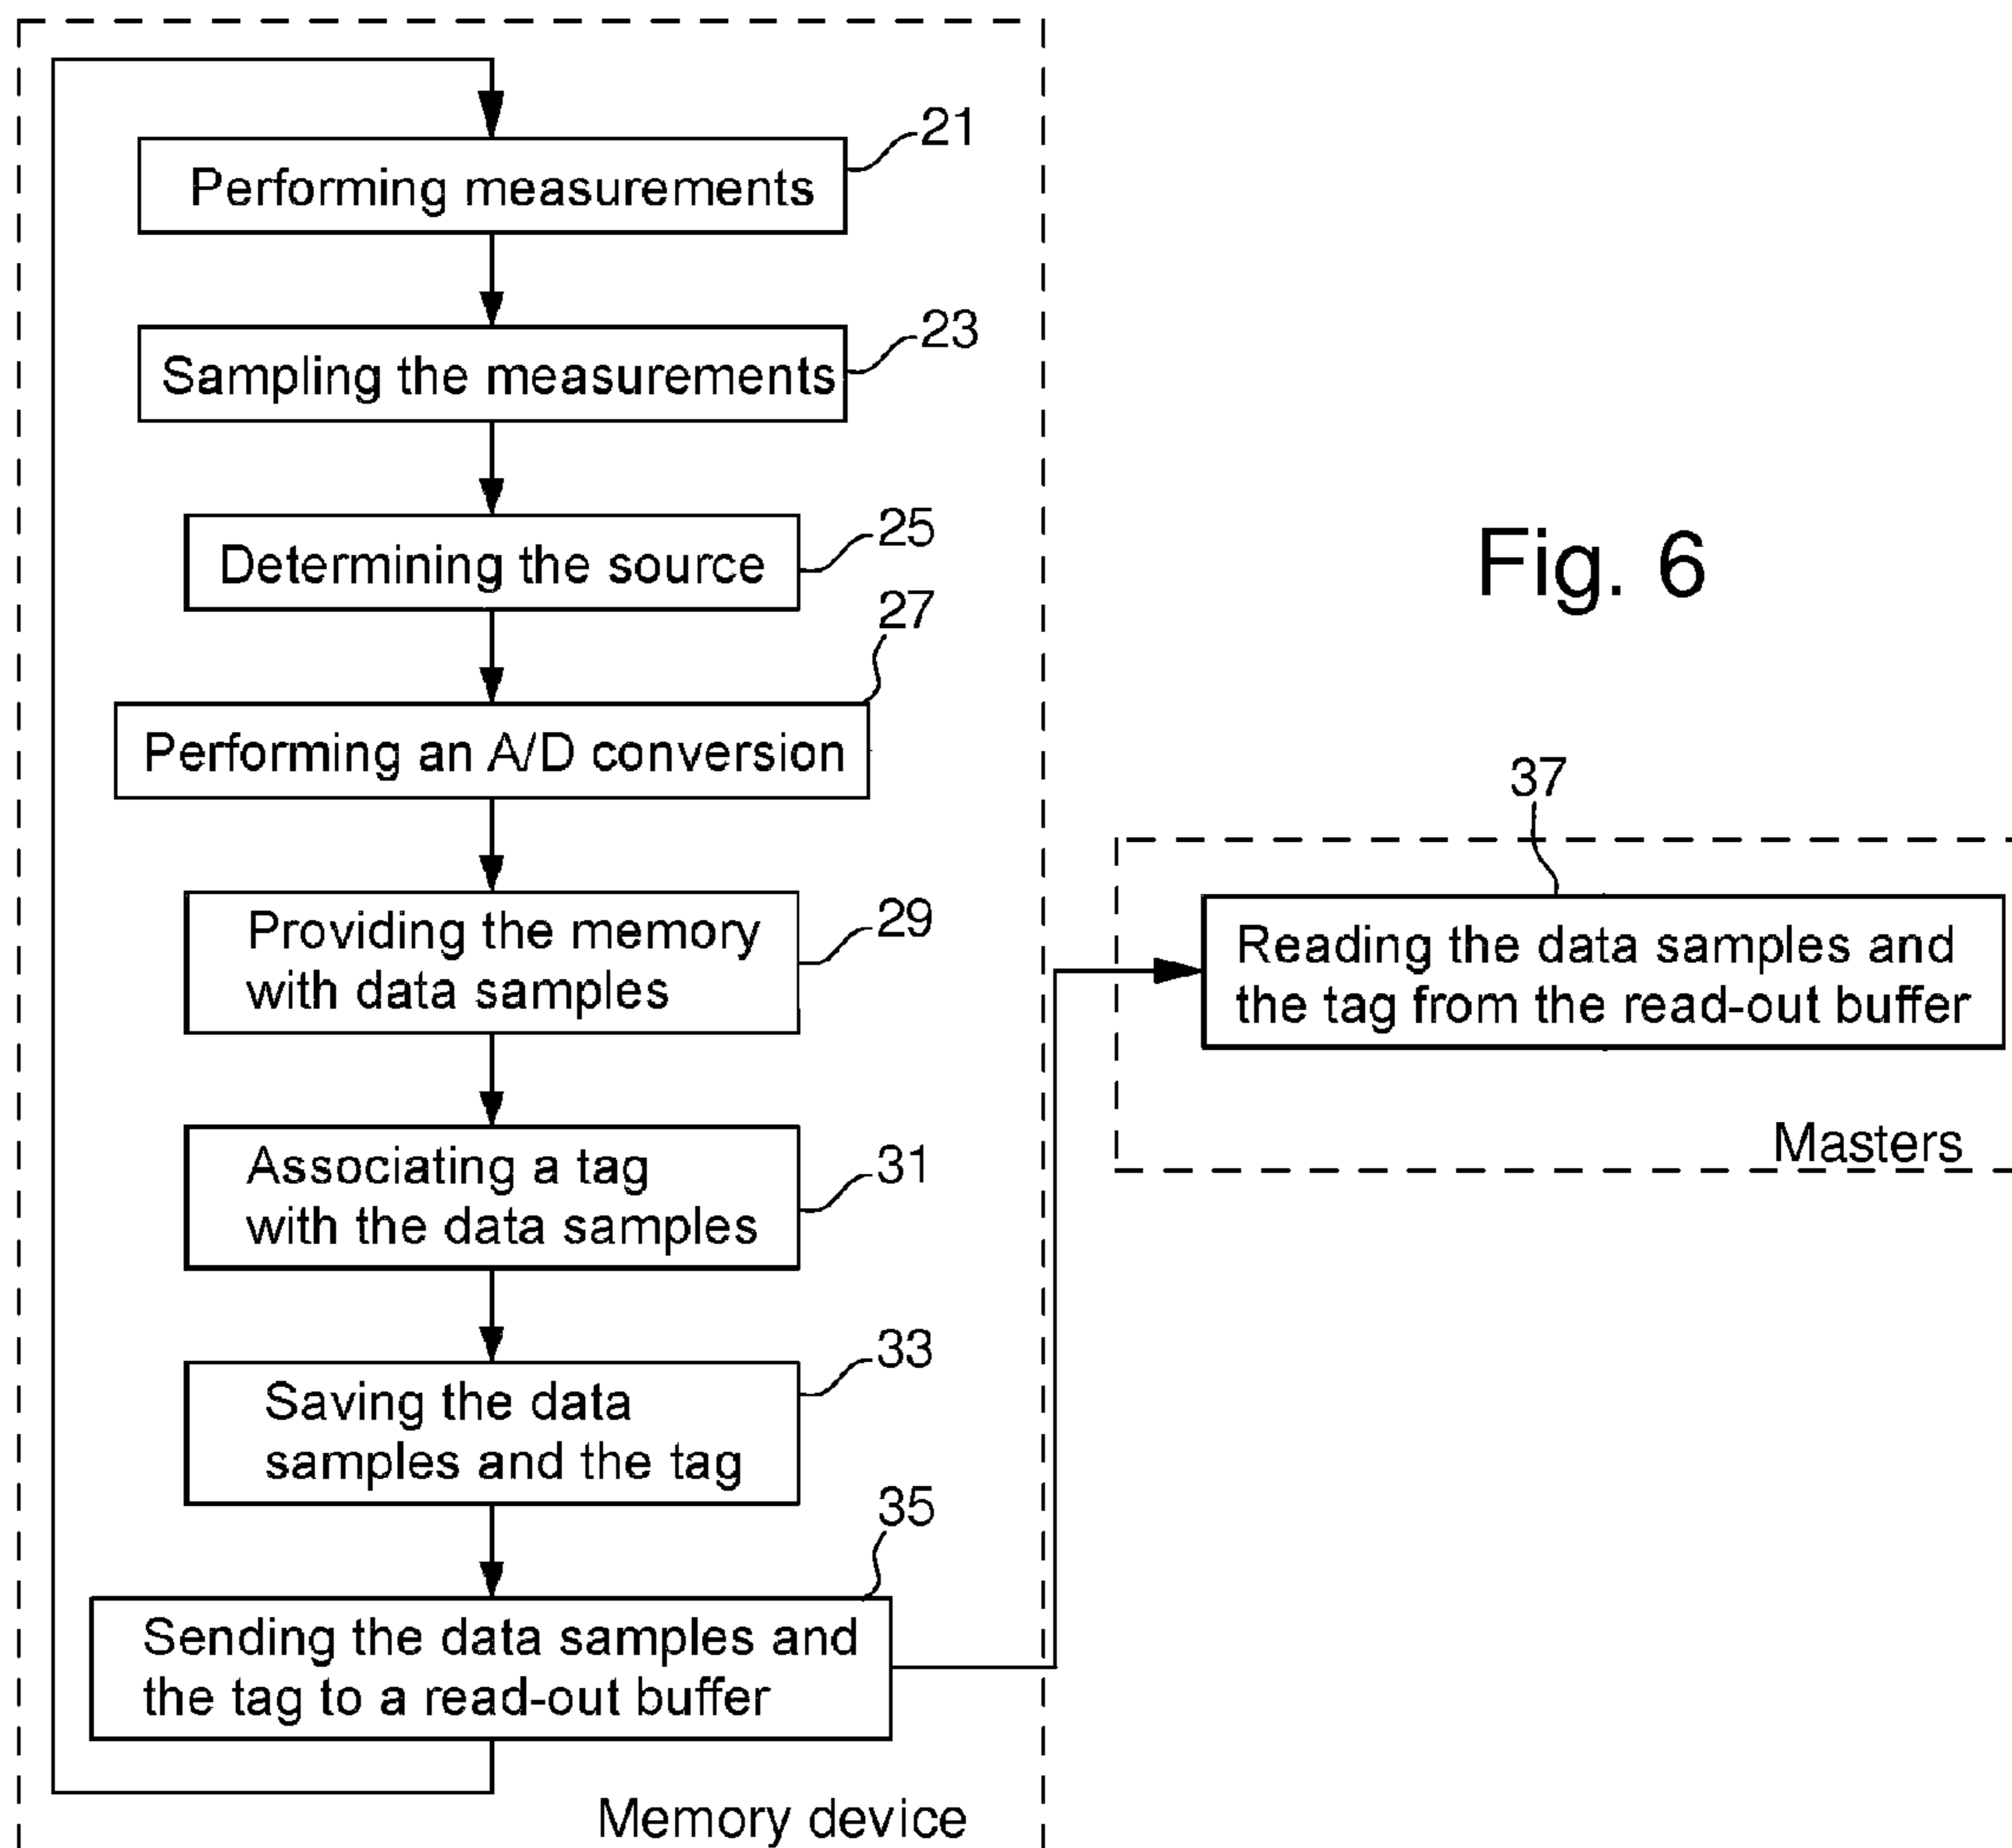 21
Performing measurements
23
Sampling the measurements
25
Determining the source
27
Performing an A/D conversion
29
Providing the memory
with data samples
31
Associating a tag
with the data samples
33
Saving the data
samples and the tag
35
Sending the data samples and
the tag to a read-out buffer
Memory device
Fig. 6
37
Reading the data samples and
the tag from the read-out buffer
Masters